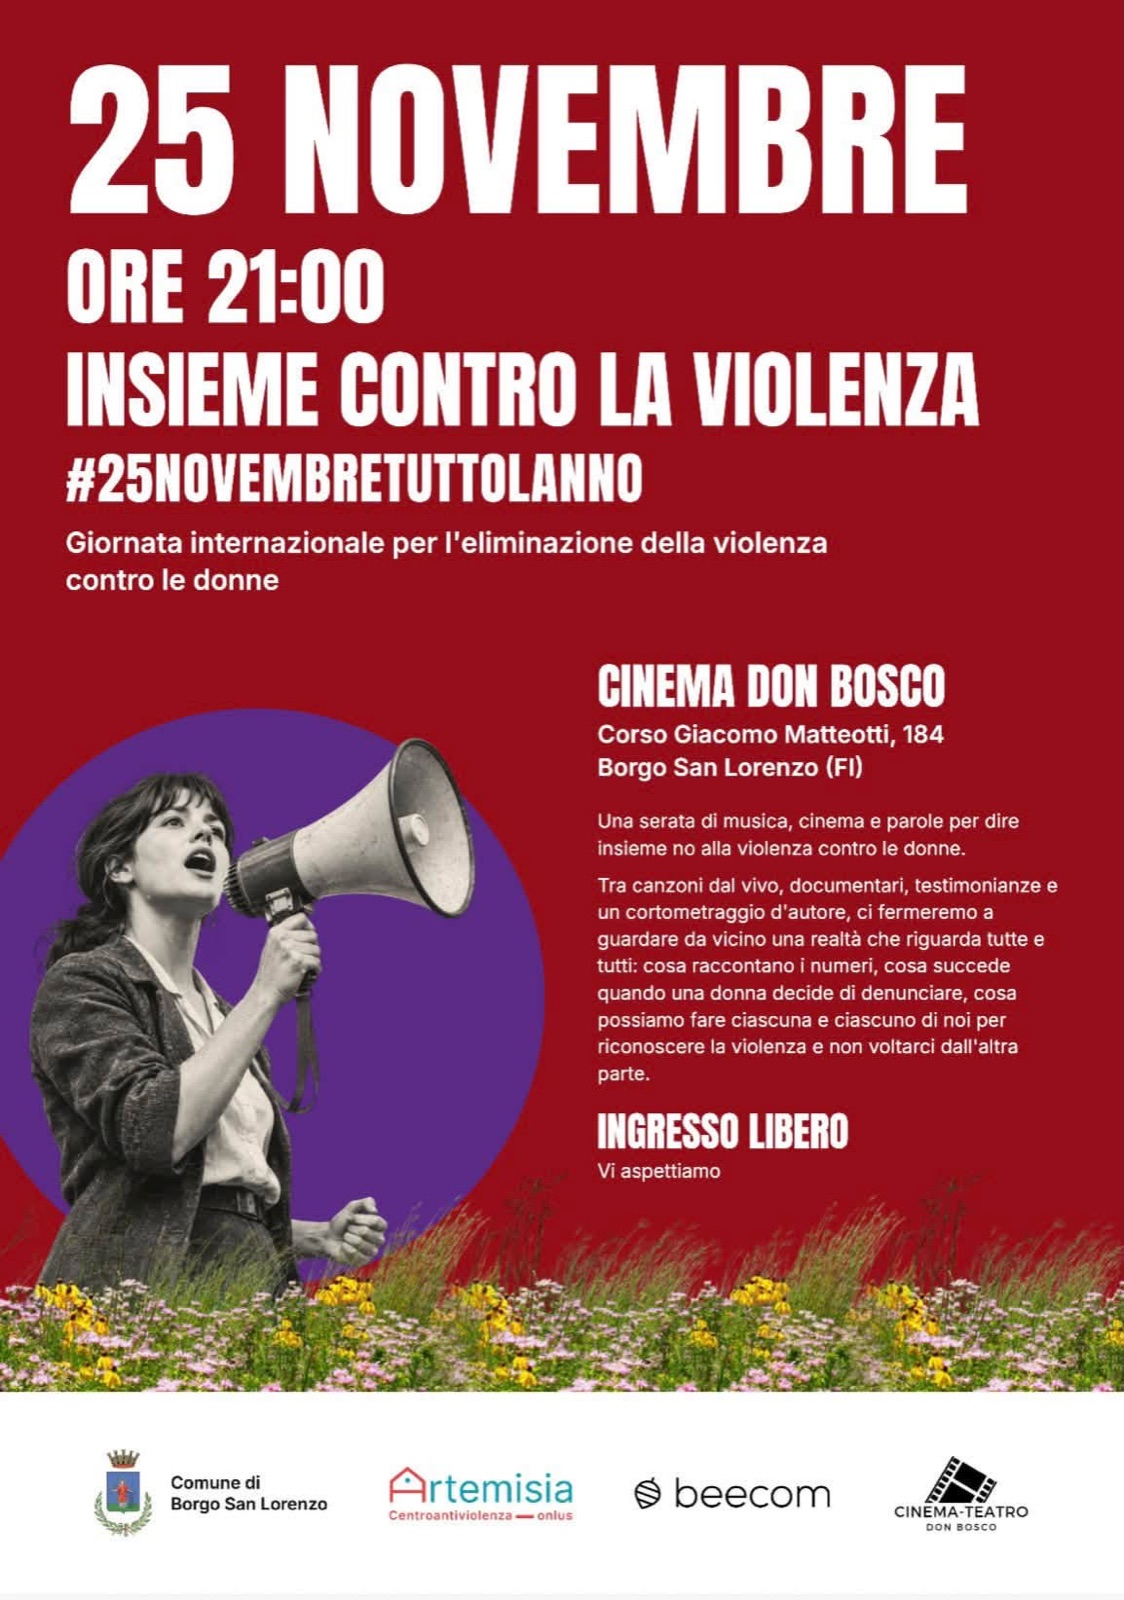 25 NOVEMBRE
ORE 21:00
INSIEME CONTRO LA VIOLENZA
#25NOVEMBRETUTTOLANNO
Giornata internazionale per l'eliminazione della violenza
contro le donne
CINEMA DON BOSCO
Corso Giacomo Matteotti, 184
Borgo San Lorenzo (FI)
Una serata di musica, cinema e parole per dire
insieme no alla violenza contro le donne.
Tra canzoni dal vivo, documentari, testimonianze e
un cortometraggio d'autore, ci fermeremo a
guardare da vicino una realtà che riguarda tutte e
tutti: cosa raccontano i numeri, cosa succede
quando una donna decide di denunciare, cosa
possiamo fare ciascuna e ciascuno di noi per
riconoscere la violenza e non voltarci dall'altra
parte.
INGRESSO LIBERO
Vi aspettiamo
Comune di
Borgo San Lorenzo
Artemisia
Centroantiviolenza — onlus
beecom
CINEMA-TEATRO
DON BOSCO